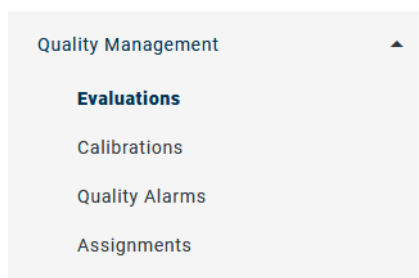 Quality Management
Evaluations
Calibrations
Quality Alarms
Assignments